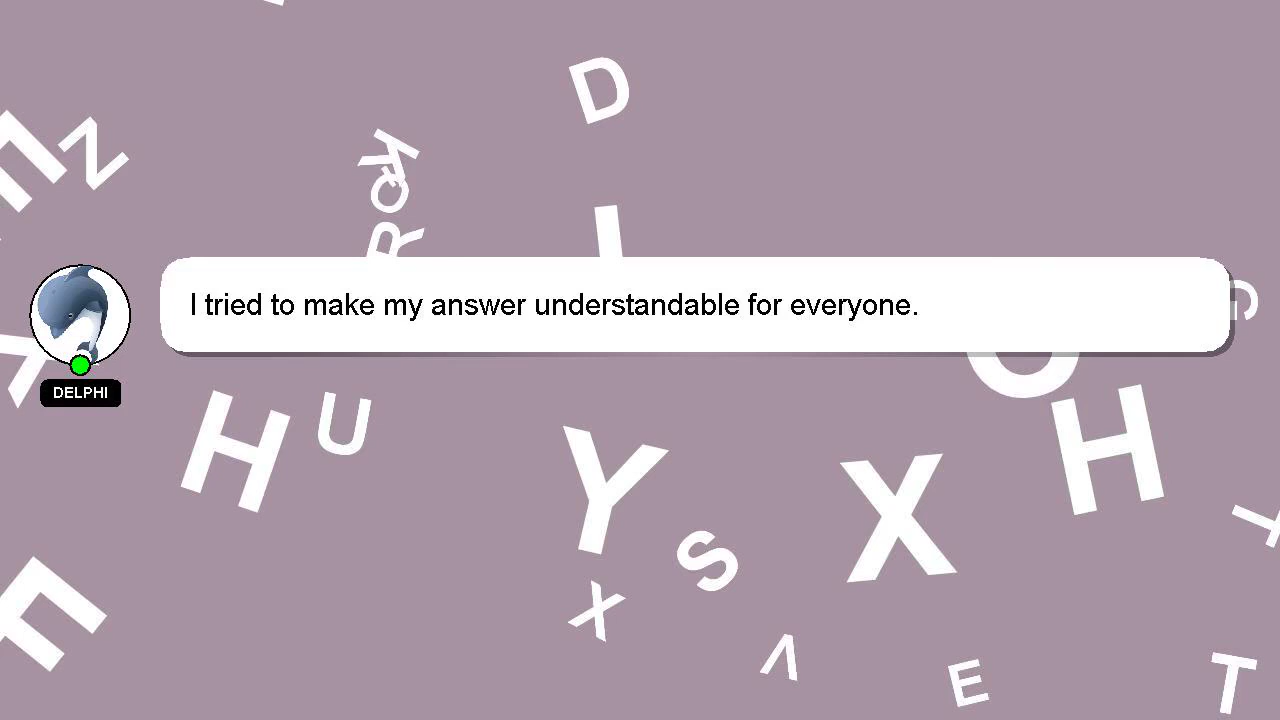 D
Z
K
O
R
I
I tried to make my answer understandable for everyone.
DELPHI
H
U
Y
X
H
S
X
V
E
T